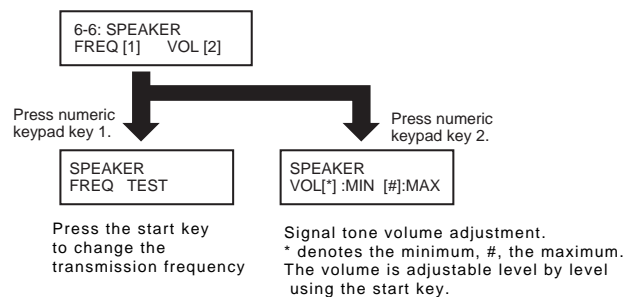 6-6: SPEAKER
FREQ [1] VOL [2]
Press numeric
keypad key 1.
Press numeric
keypad key 2.
SPEAKER
FREQ TEST
SPEAKER
VOL[*] :MIN [#]:MAX
Press the start key
to change the
transmission frequency
Signal tone volume adjustment.
* denotes the minimum, #, the maximum.
The volume is adjustable level by level
using the start key.